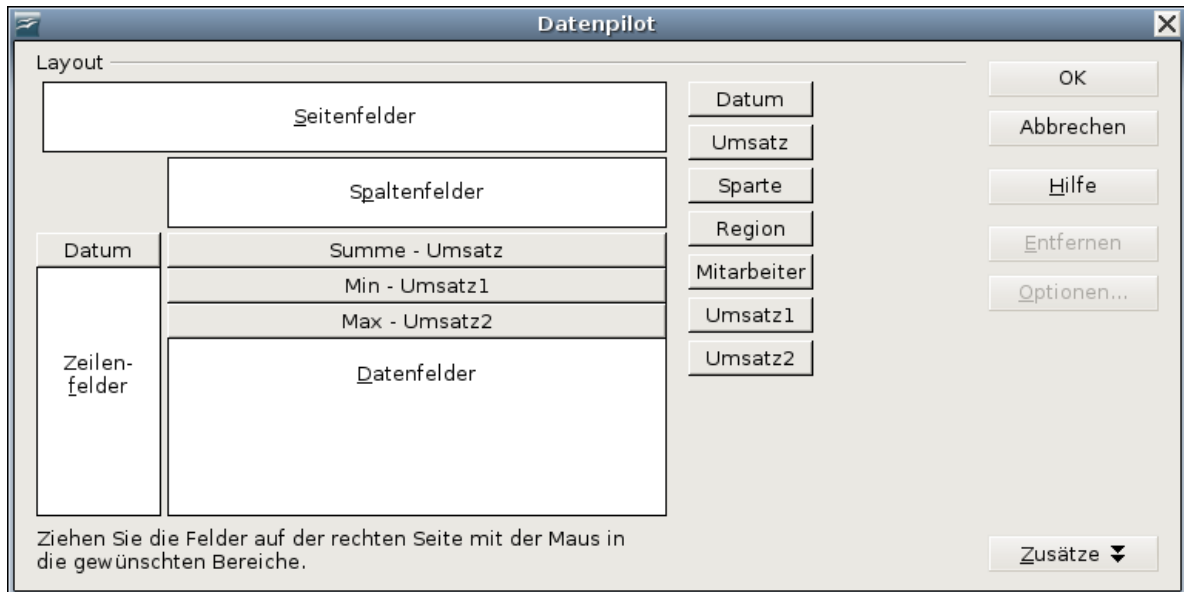 Datenpilot
Layout
Seitenfelder
Spaltenfelder
Datum
Summe - Umsatz
Min - Umsatz1
Max - Umsatz2
Zeilen-
felder
Datenfelder
Datum
Umsatz
Sparte
Region
Mitarbeiter
Umsatz1
Umsatz2
OK
Abbrechen
Hilfe
Entfernen
Optionen...
Ziehen Sie die Felder auf der rechten Seite mit der Maus in
die gewünschten Bereiche.
Zusätze